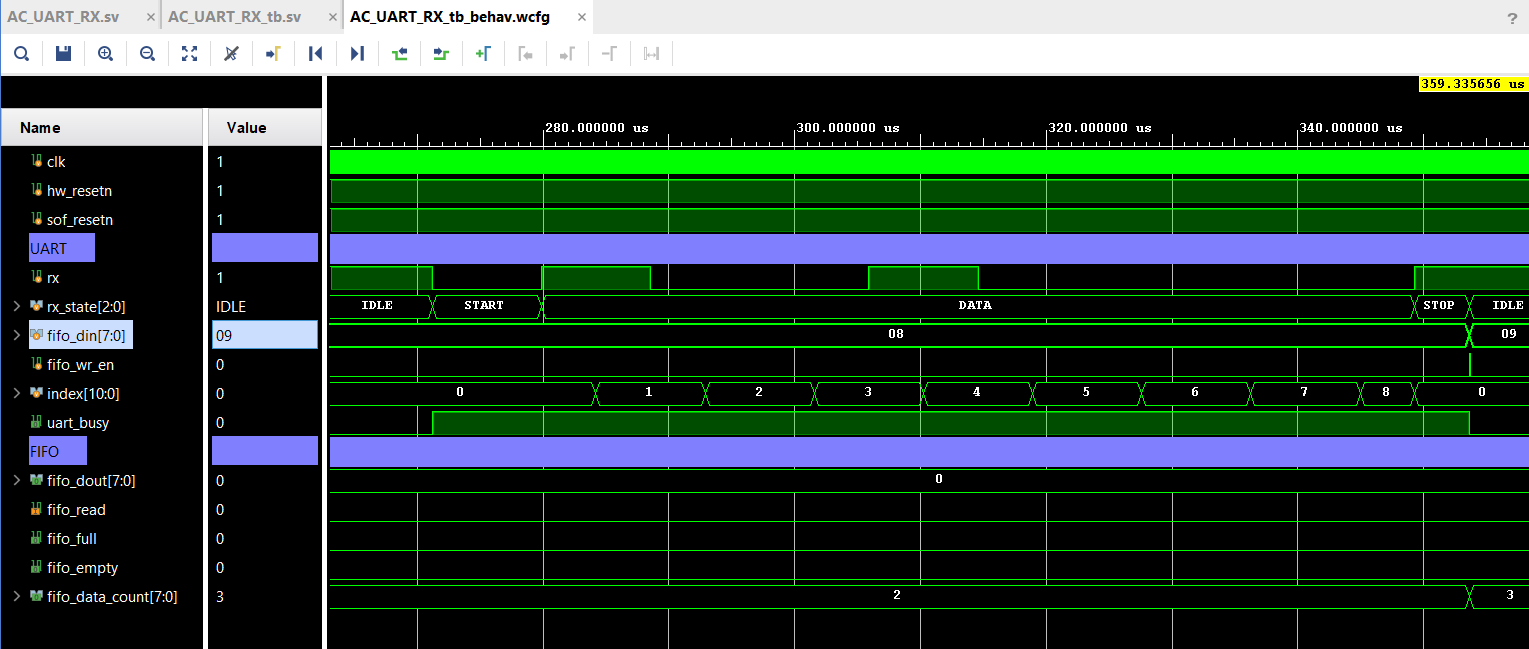 AC_UART_RX.sv × AC_UART_RX_tb.sv × AC_UART_RX_tb_behav.wcfg × ?
359.335656 us
Name Value 280.000000 us 300.000000 us 320.000000 us 340.000000 us
clk 1
hw_resetn 1
sof_resetn 1
UART
rx 1
rx_state[2:0] IDLE IDLE START DATA STOP IDLE
fifo_din[7:0] 09 08 09
fifo_wr_en 0
index[10:0] 0 0 1 2 3 4 5 6 7 8 0
uart_busy 0
FIFO
fifo_dout[7:0] 0 0
fifo_read 0
fifo_full 0
fifo_empty 0
fifo_data_count[7:0] 3 2 3